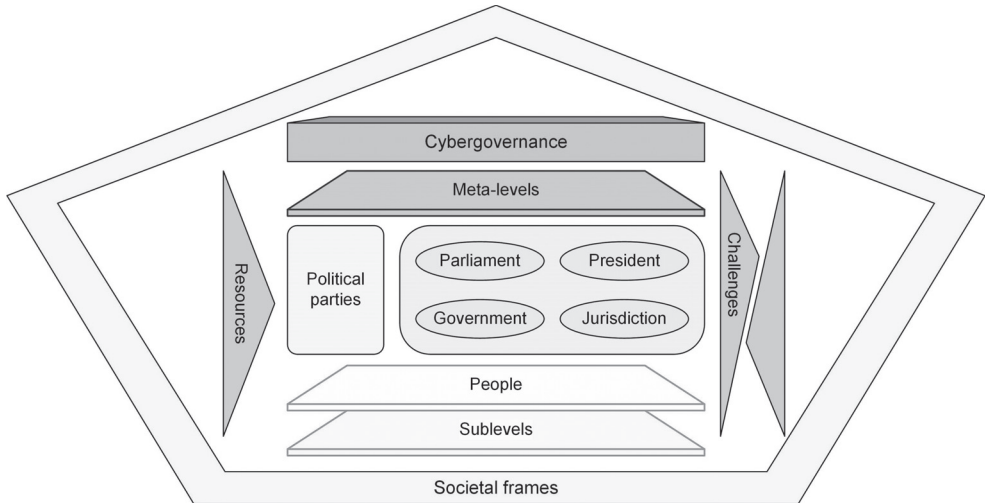 Cybergovernance
Meta-levels
Resources
Political
parties
Parliament
President
Government
Jurisdiction
Challenges
People
Sublevels
Societal frames